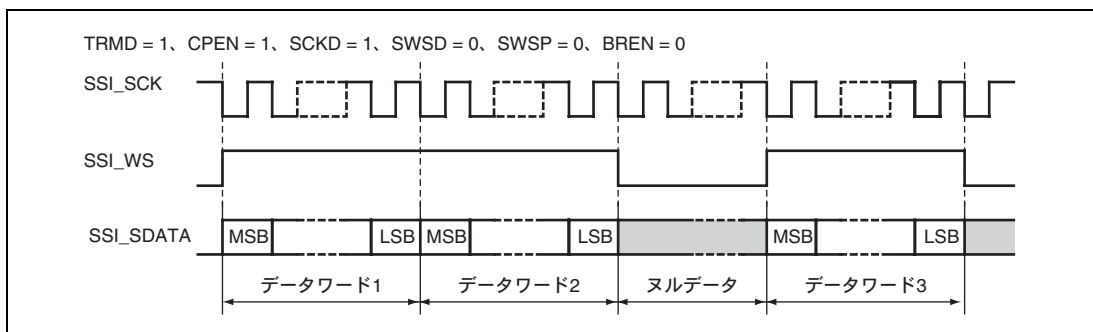 TRMD = 1、CPEN = 1、SCKD = 1、SWSD = 0、SWSP = 0、BREN = 0
SSI_SCK
SSI_WS
SSI_SDATA
MSB LSB MSB LSB MSB LSB
データワード1 データワード2 ヌルデータ データワード3